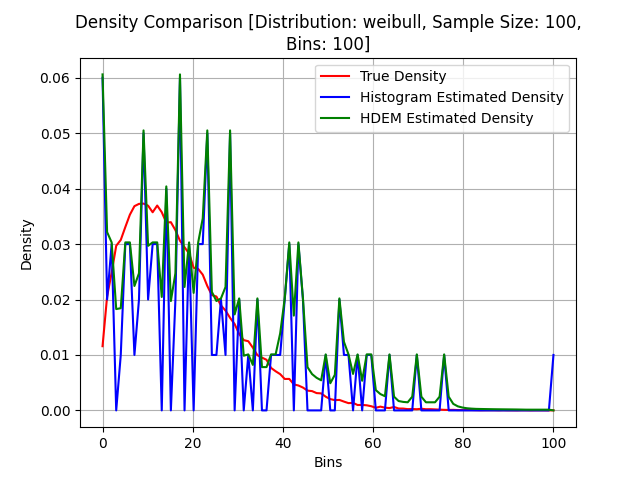 Density Comparison [Distribution: weibull, Sample Size: 100,
Bins: 100]
True Density
Histogram Estimated Density
HDEM Estimated Density
Density
0.06
0.05
0.04
0.03
0.02
0.01
0.00
0
20
40
60
80
100
Bins